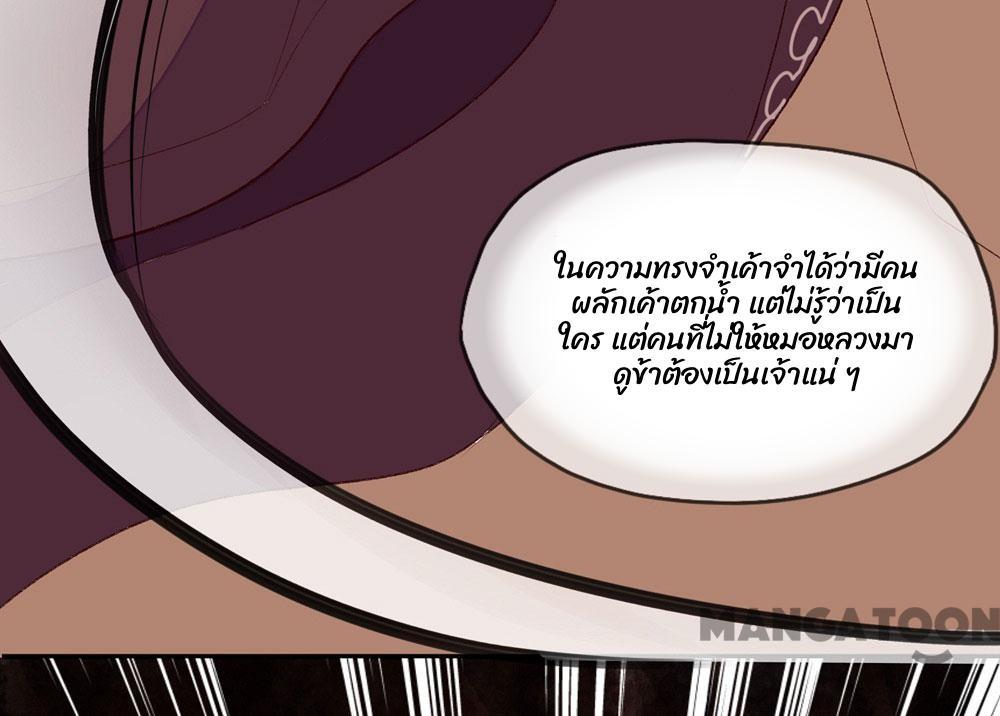 ในความทรงจำเค้าจำได้ว่ามีคน
ผลักเค้าตกน้ำ แต่ไม่รู้ว่าเป็น
ใคร แต่คนที่ไม่ให้หมอหลวงมา
ดูข้าต้องเป็นเจ้าแน่ ๆ
MANGATOON